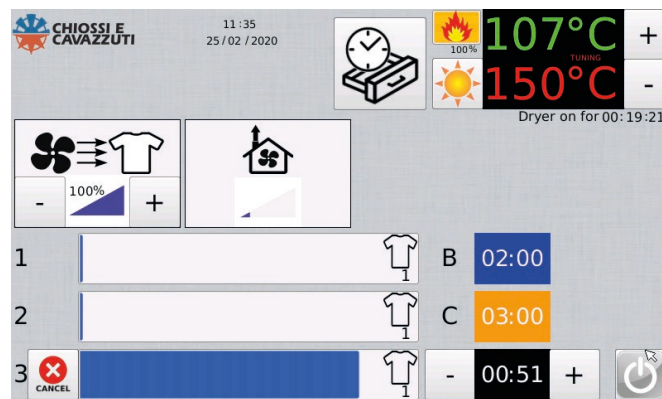 CHIOSSI E
CAVAZZUTI
11:35
25/02/2020
100%
107°C
+
TUNING
150°C
-
Dryer on for 00:19:21
-
100%
+
1
1
B
02:00
2
1
C
03:00
3
CANCEL
1
-
00:51
+